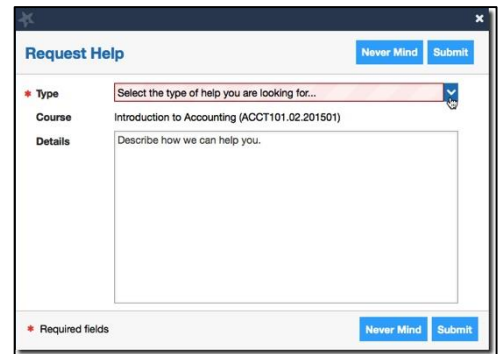 ×
Request Help
Never Mind Submit
* Type Select the type of help you are looking for...
Course Introduction to Accounting (ACCT101.02.201501)
Details Describe how we can help you.
* Required fields Never Mind Submit